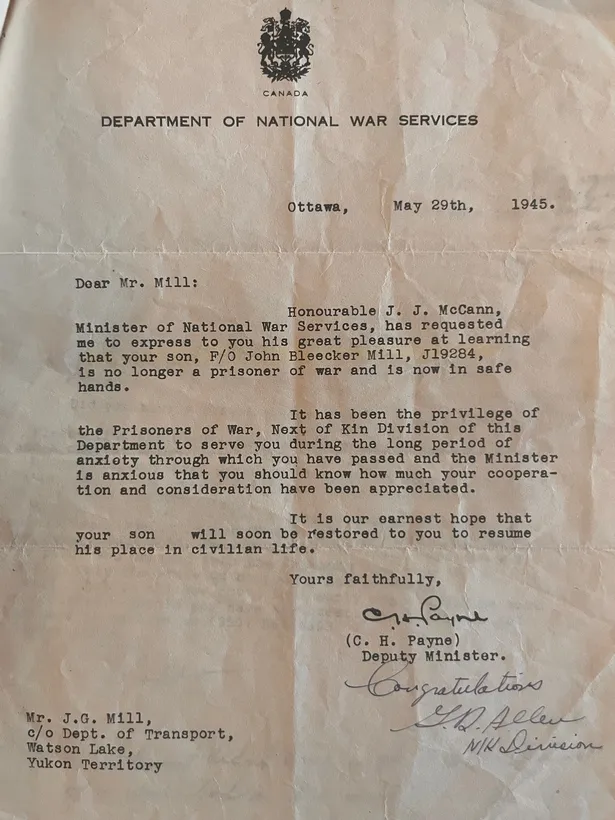 CANADA
DEPARTMENT OF NATIONAL WAR SERVICES
Ottawa, May 29th, 1945.
Dear Mr. Mill:
Honourable J. J. McCann,
Minister of National War Services, has requested
me to express to you his great pleasure at learning
that your son, F/O John Bleecker Mill, J19284,
is no longer a prisoner of war and is now in safe
hands.
It has been the privilege of
the Prisoners of War, Next of Kin Division of this
Department to serve you during the long period of
anxiety through which you have passed and the Minister
is anxious that you should know how much your coopera-
tion and consideration have been appreciated.
It is our earnest hope that
your son will soon be restored to you to resume
his place in civilian life.
Yours faithfully,
C. H. Payne
(C. H. Payne)
Deputy Minister.
Congratulations
G. D. Allen
N/K Division
Mr. J.G. Mill,
c/o Dept. of Transport,
Watson Lake,
Yukon Territory